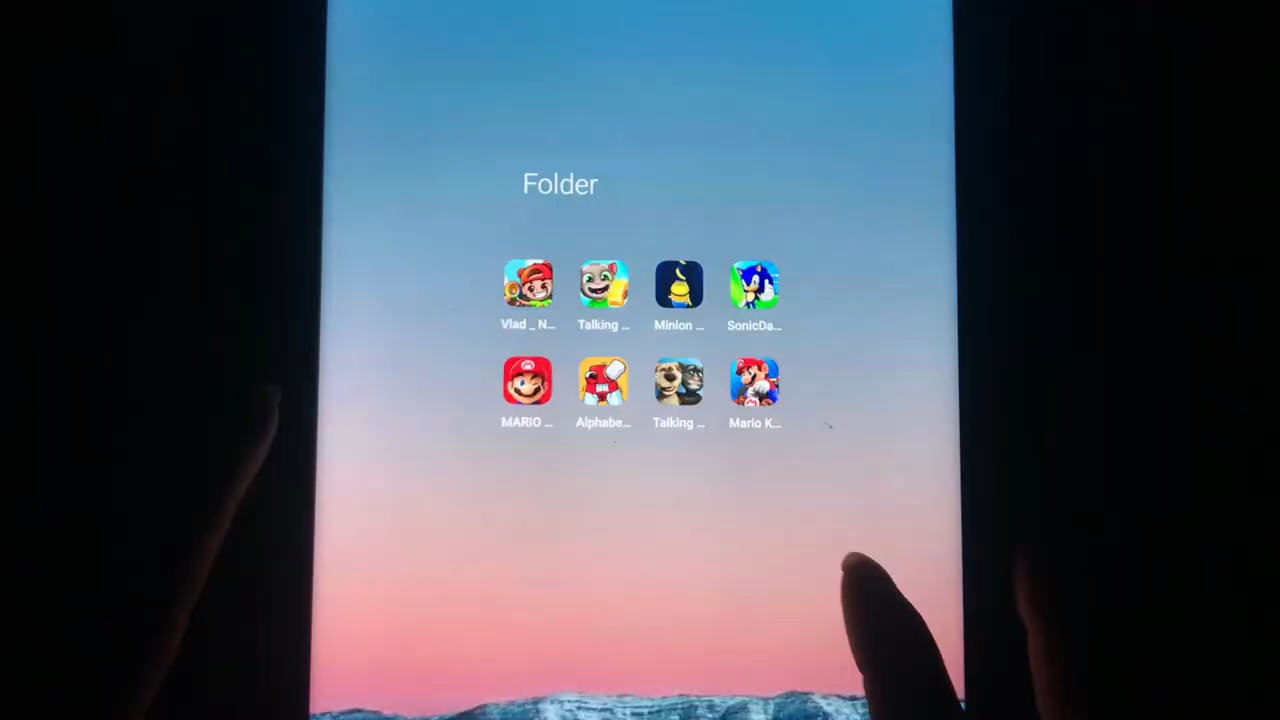 Folder
Vlad _ N...
Talking ...
Minion ...
SonicDa...
MARIO ...
Alphabe...
Talking ...
Mario K...